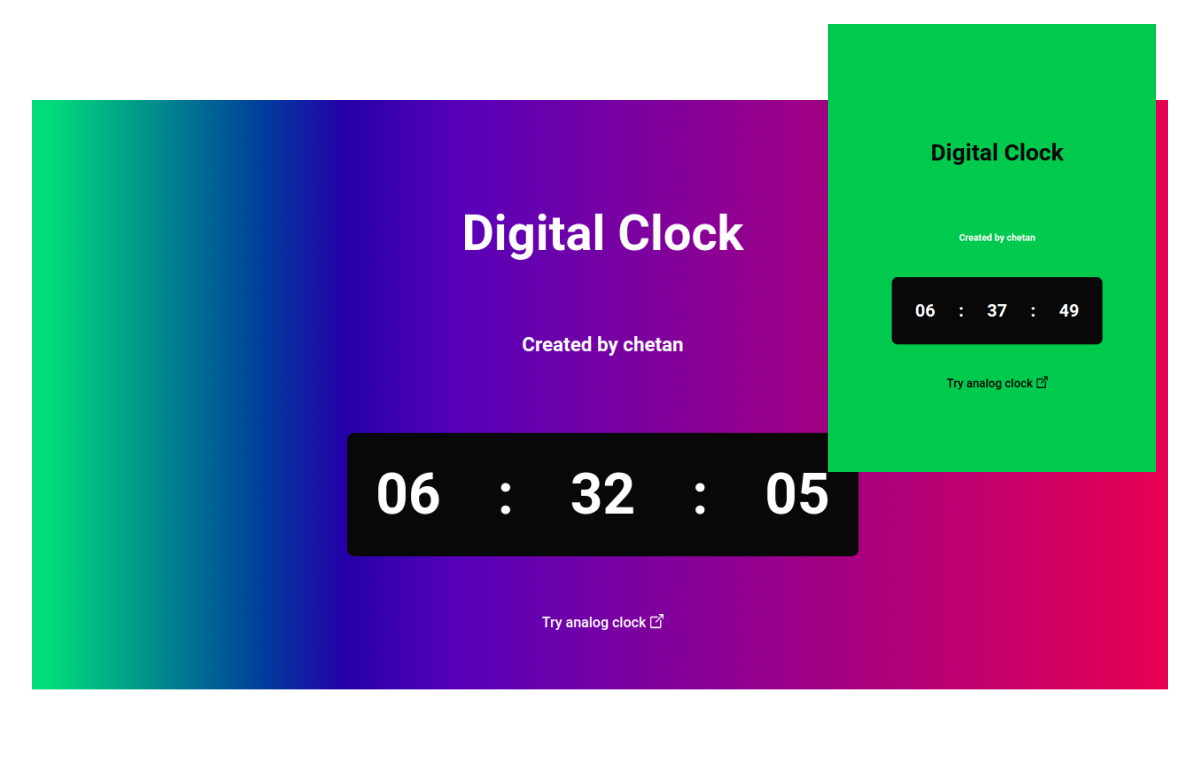 Digital Clock
Created by chetan
06 : 32 : 05
Try analog clock
Digital Clock
Created by chetan
06 : 37 : 49
Try analog clock